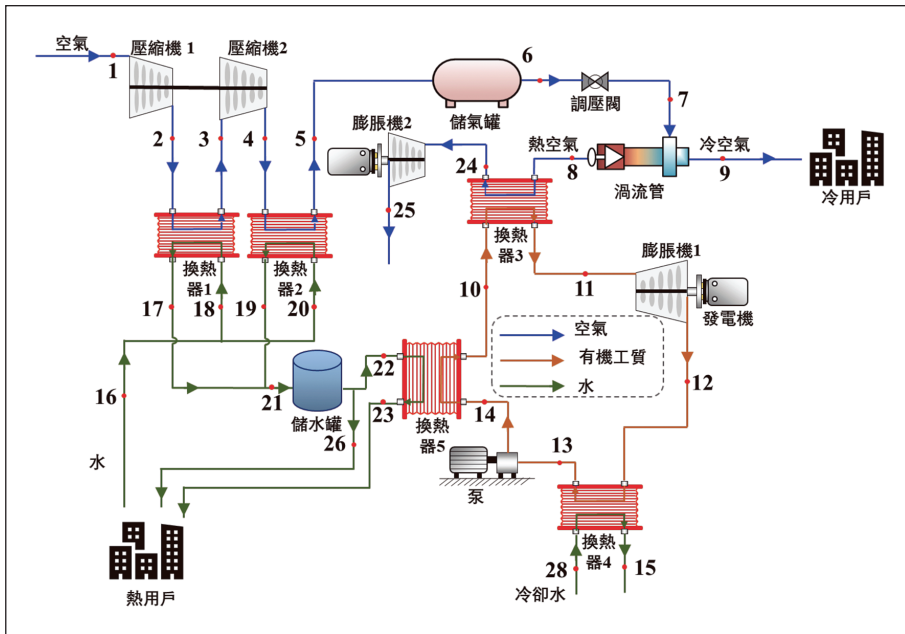 空氣
1
壓縮機 1
壓縮機2
2
3
4
5
儲氣罐
6
調壓閥
7
膨脹機2
24
25
熱空氣
8
渦流管
冷空氣
9
冷用戶
換熱
器1
換熱
器2
換熱
器3
膨脹機1
發電機
10
11
12
空氣
有機工質
水
17
18
19
20
16
21
儲水罐
22
23
26
換熱
器5
14
13
泵
水
熱用戶
換熱
器4
28
15
冷卻水